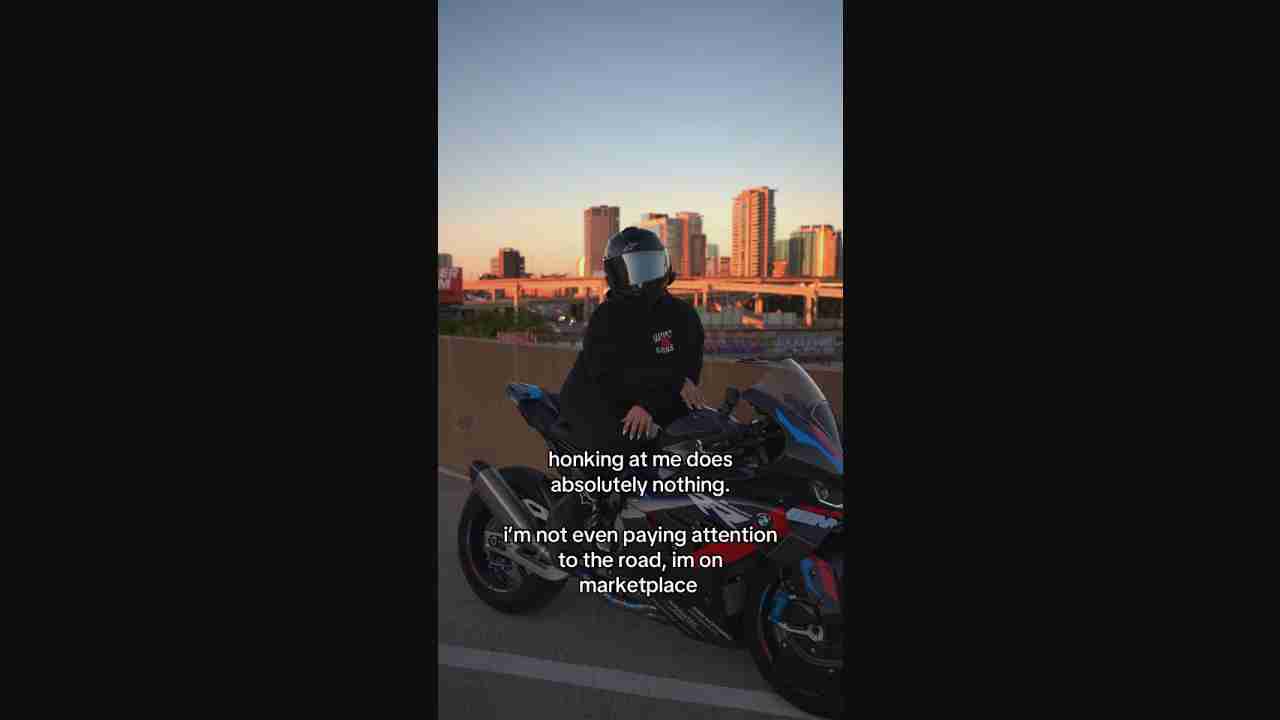 honking at me does
absolutely nothing.
i'm not even paying attention
to the road, im on
marketplace